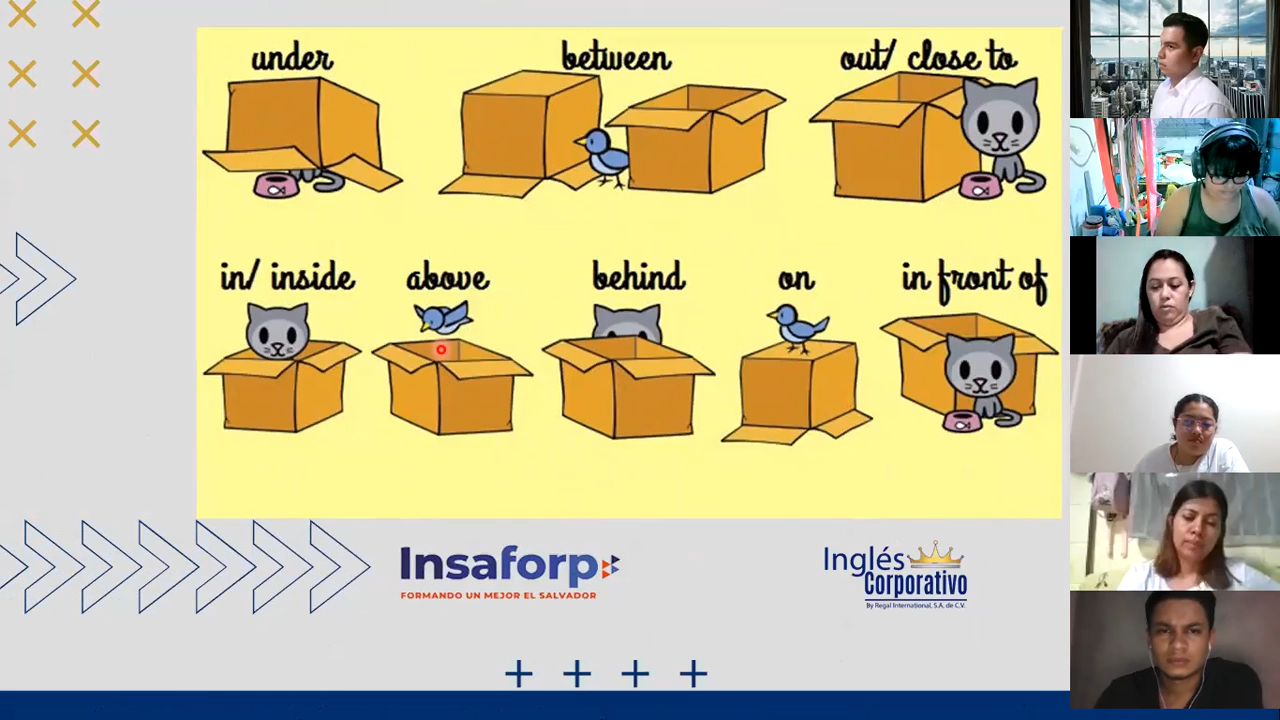 under
between
out/ close to
in/ inside
above
behind
on
in front of
Insaforp
FORMANDO UN MEJOR EL SALVADOR
Inglés
Corporativo
By Regal International, S.A. de C.V.